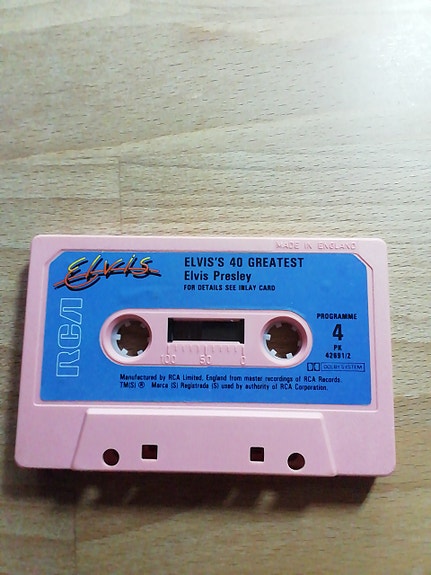 MADE IN ENGLAND
ELVIS
ELVIS'S 40 GREATEST
Elvis Presley
FOR DETAILS SEE INLAY CARD
RCA
PROGRAMME
4
PK
42691/2
100 50 0
DOLBY SYSTEM
Manufactured by RCA Limited, England from master recordings of RCA Records.
TM(S) ® Marca (S) Registrada (S) used by authority of RCA Corporation.